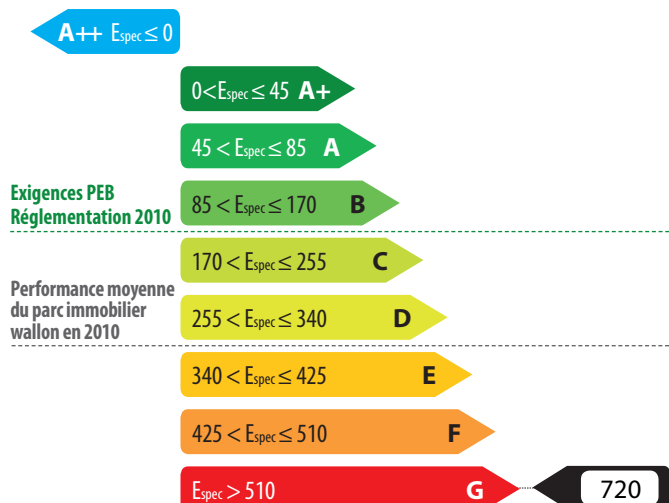 A++ Espec ≤ 0
0<Espec ≤ 45 A+
45 < Espec ≤ 85 A
Exigences PEB
Réglementation 2010
85 < Espec ≤ 170 B
170 < Espec ≤ 255 C
Performance moyenne
du parc immobilier
wallon en 2010
255 < Espec ≤ 340 D
340 < Espec ≤ 425 E
425 < Espec ≤ 510 F
Espec > 510 G
720